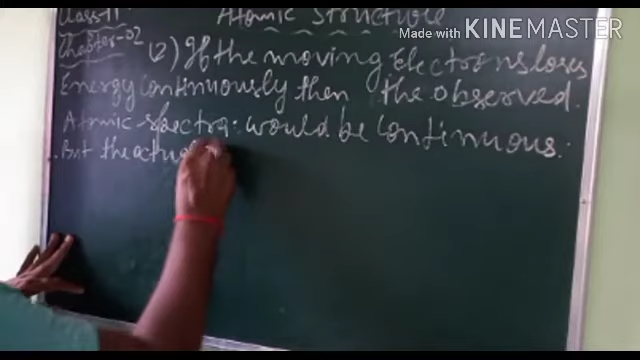 Class-11
Atomic Structure
Made with KINEMASTER
Chapter-02
(2) If the moving Electrons loses
Energy continuously then the observed.
Atomic-spectra: would be continuous.
But the actual